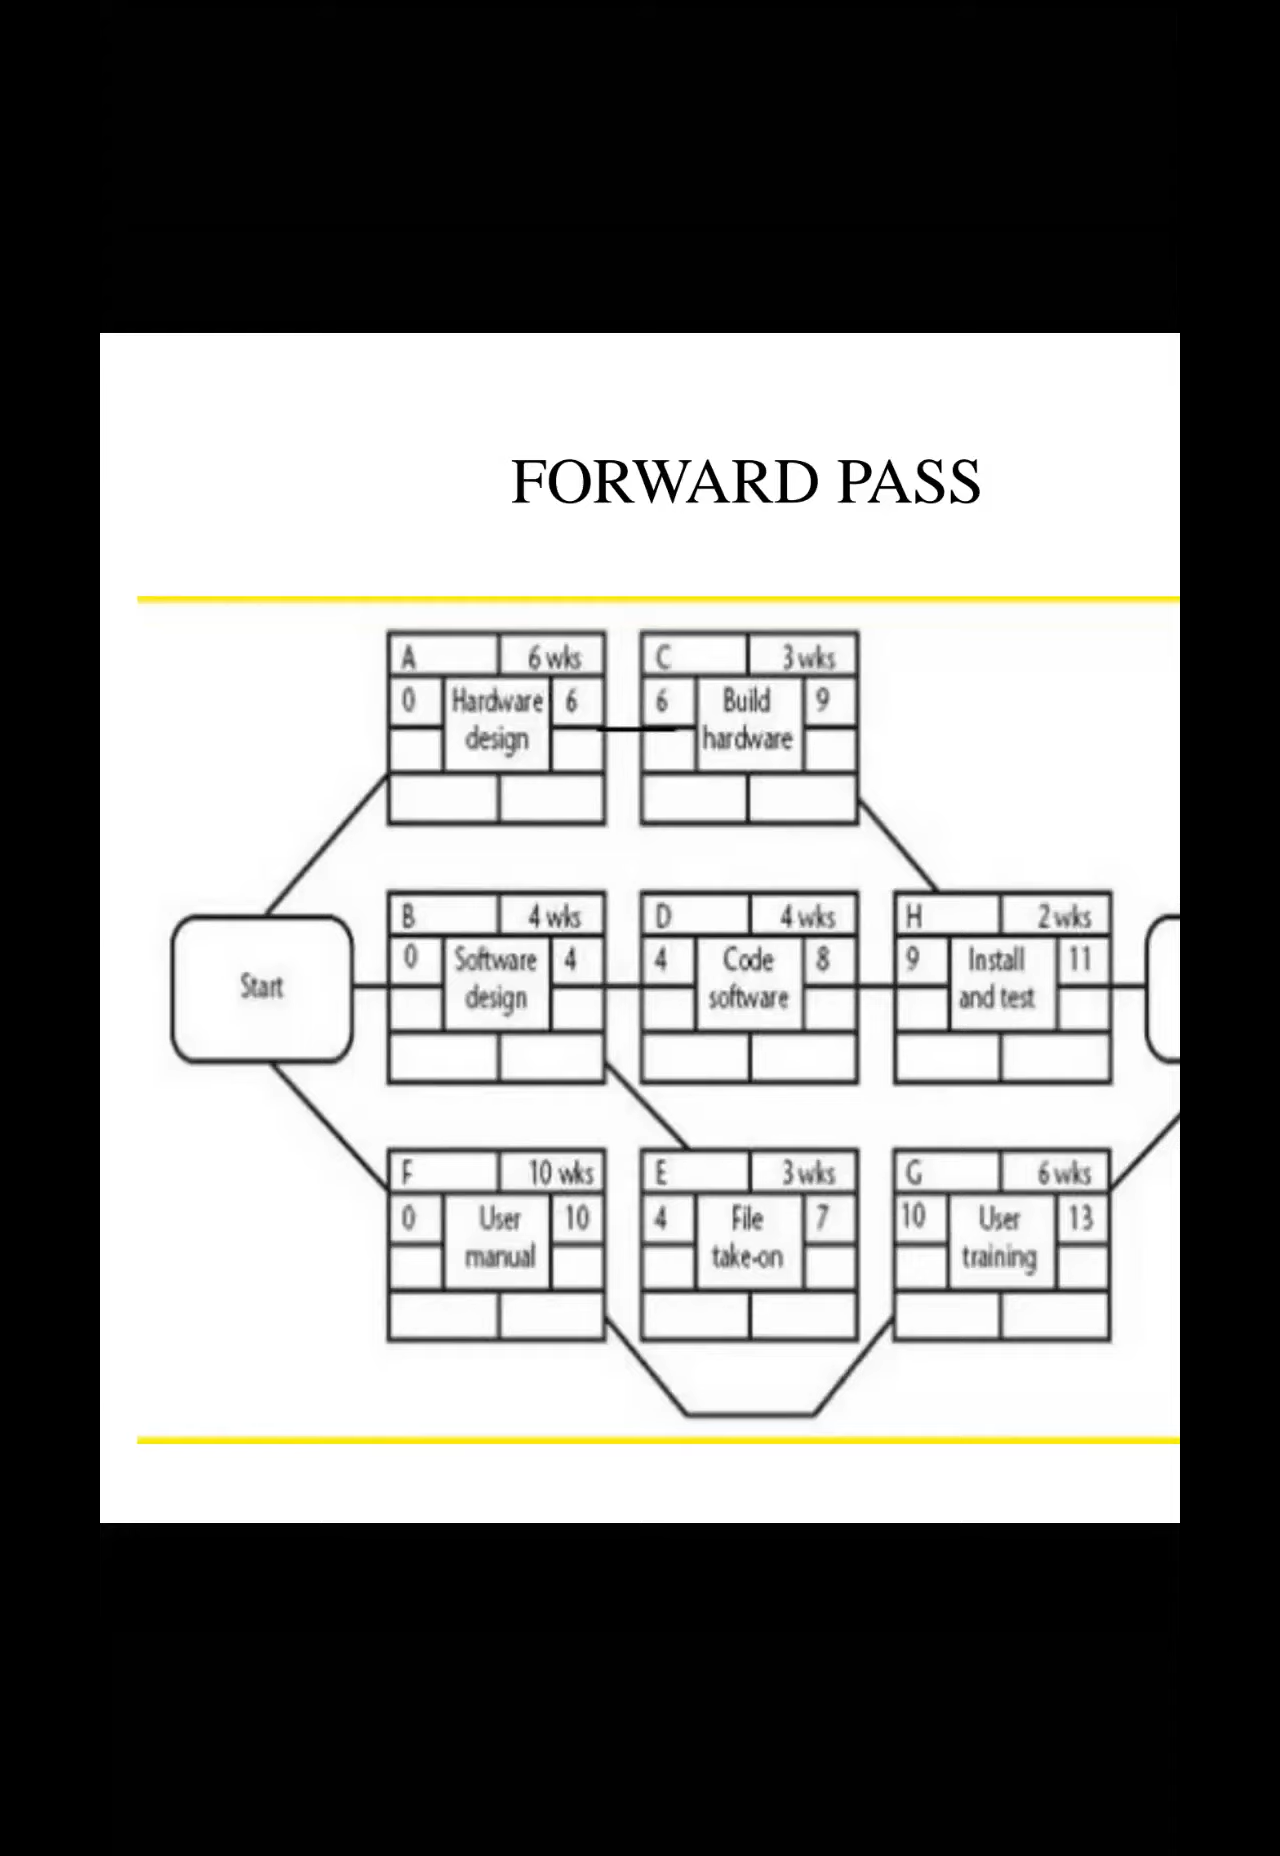 FORWARD PASS
A 6 wks
0 Hardware design 6
C 3 wks
6 Build hardware 9
Start
B 4 wks
0 Software design 4
D 4 wks
4 Code software 8
H 2 wks
9 Install and test 11
F 10 wks
0 User manual 10
E 3 wks
4 File take-on 7
G 6 wks
10 User training 13